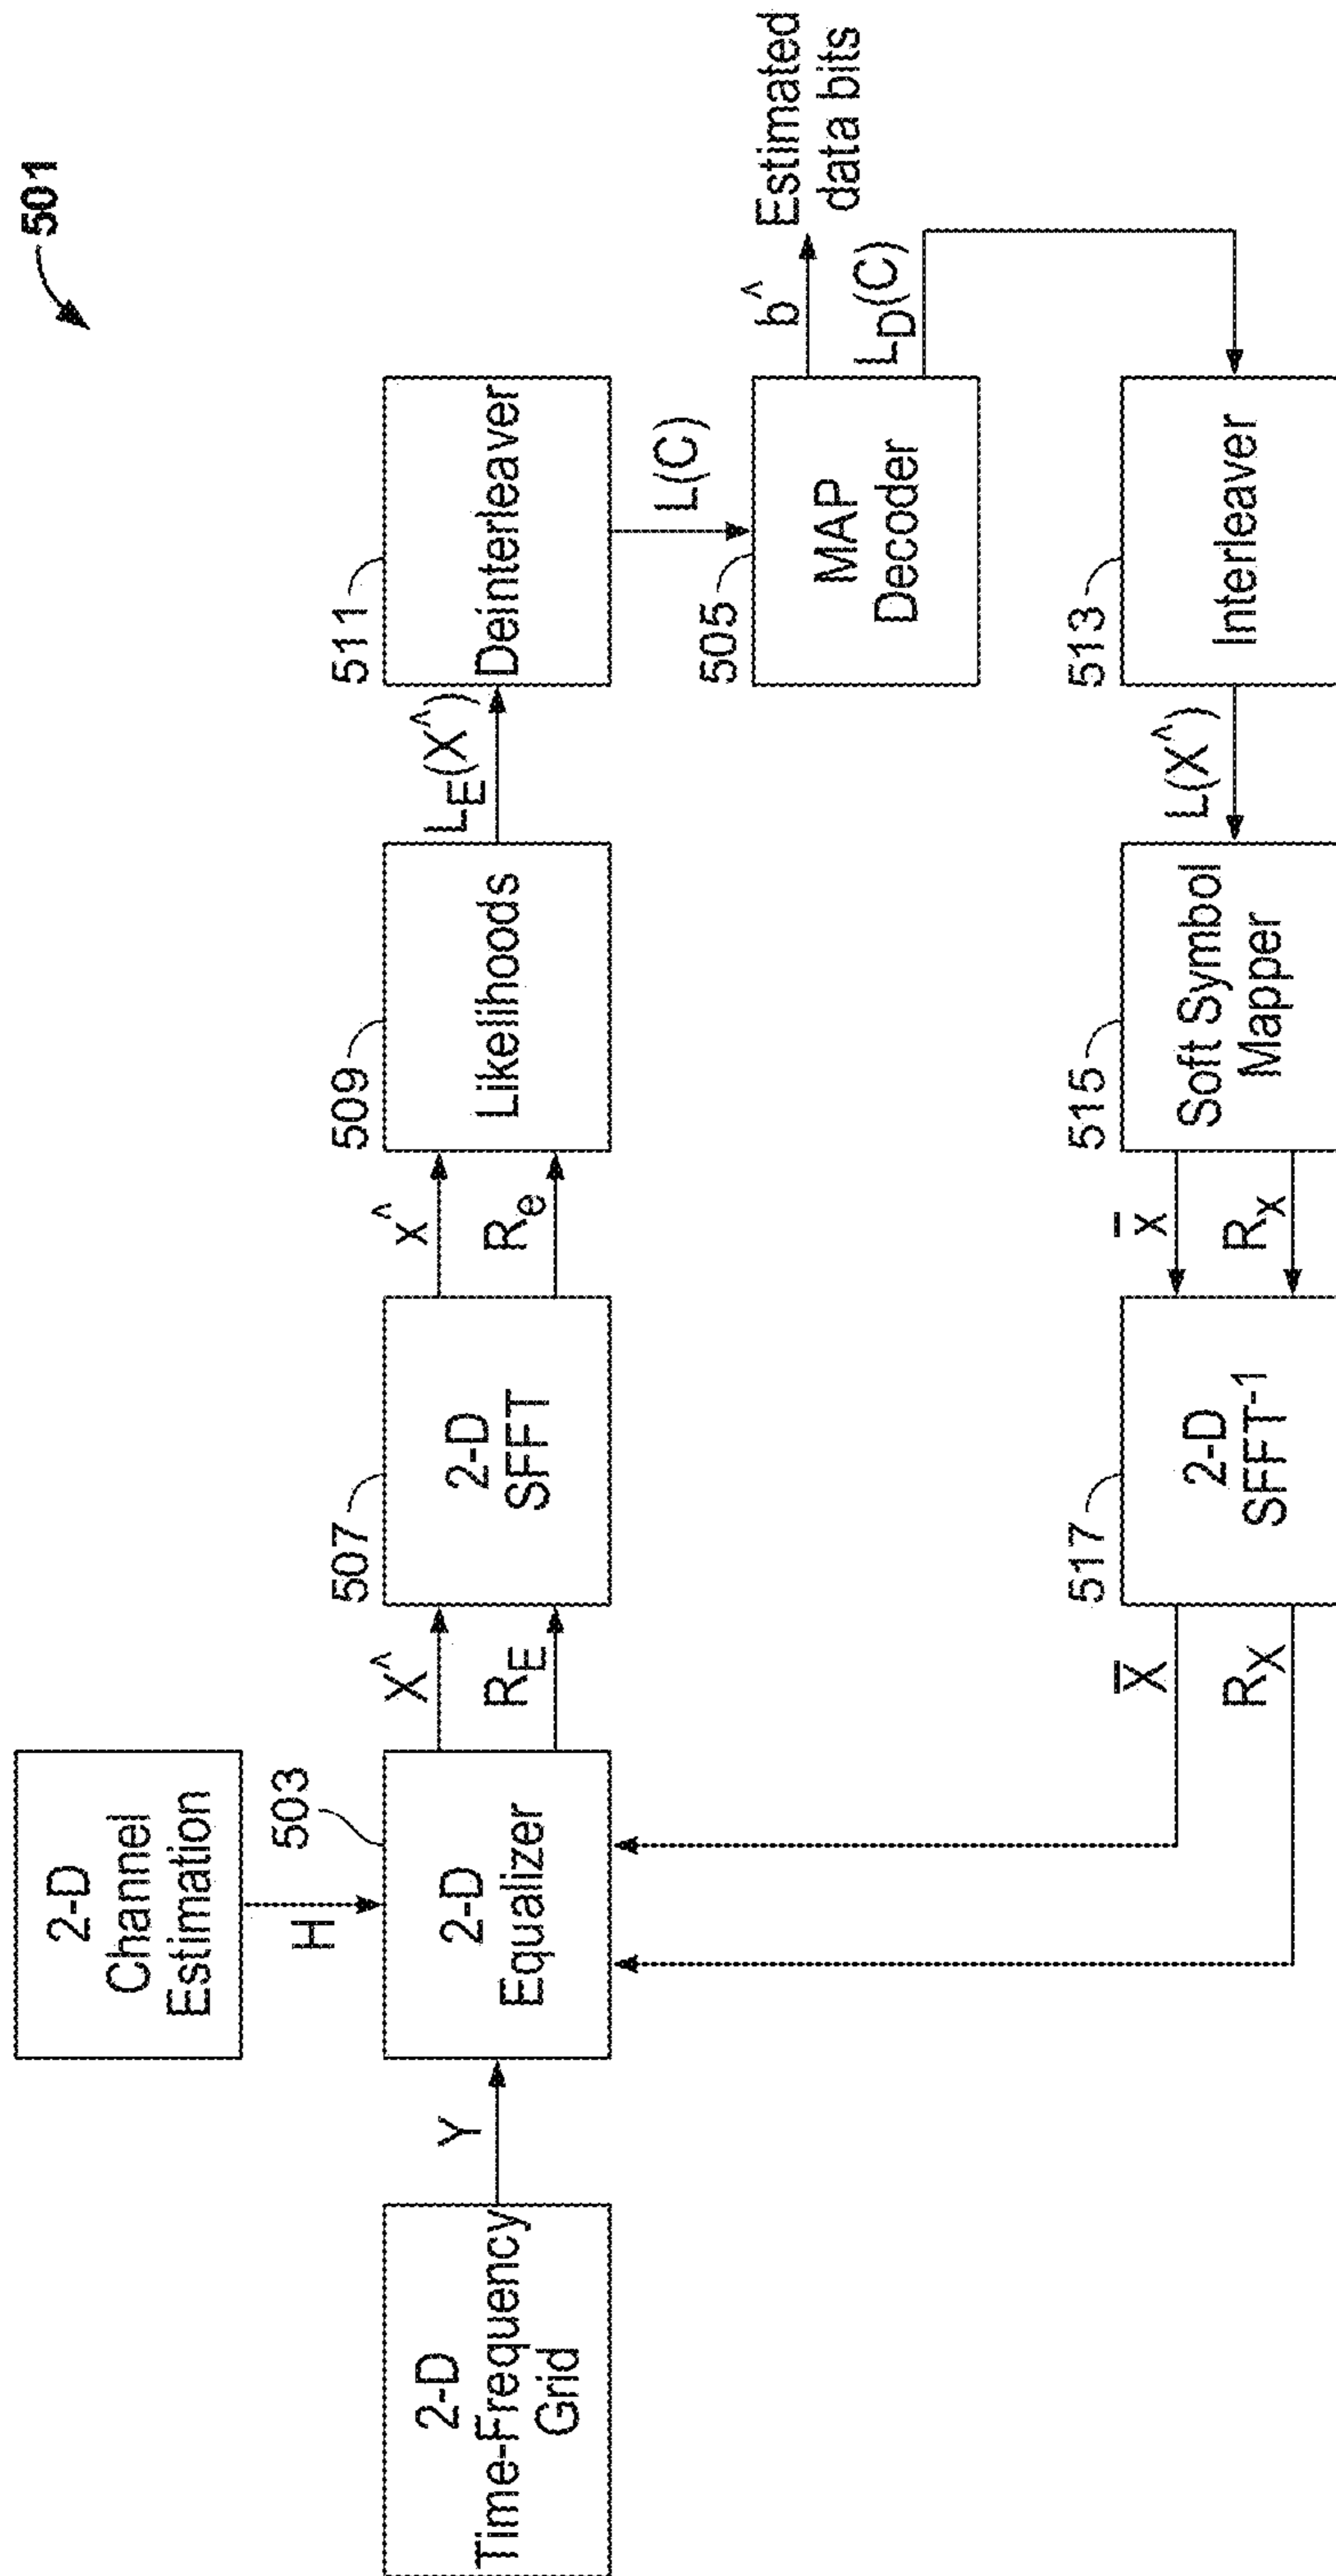 501
2-D
Channel
Estimation
H
503
2-D
Time-Frequency
Grid
Y
2-D
Equalizer
X^
R_E
507
2-D
SFFT
x^
R_e
509
Likelihoods
L_E(X^)
511
Deinterleaver
L(C)
505
MAP
Decoder
b^
Estimated
data bits
L_D(C)
513
Interleaver
L(X^)
515
Soft Symbol
Mapper
x̄
R_x
517
2-D
SFFT⁻¹
X̄
R_X